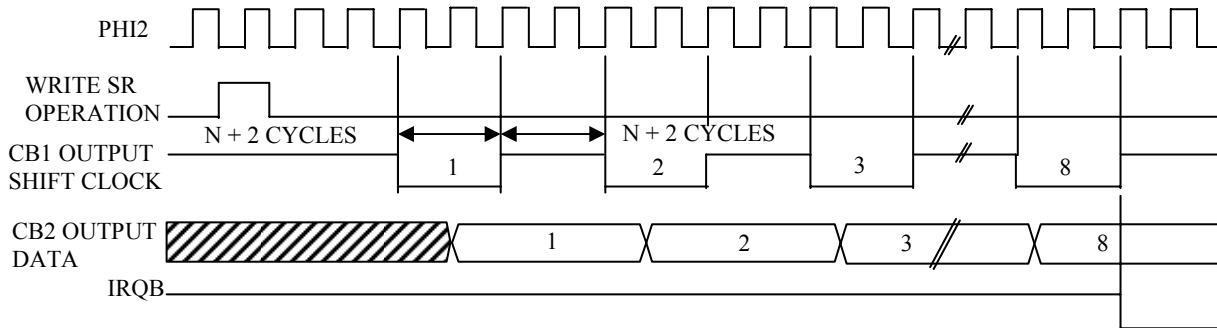 PHI2
WRITE SR
OPERATION
N + 2 CYCLES
N + 2 CYCLES
CB1 OUTPUT
SHIFT CLOCK
1
2
3
8
CB2 OUTPUT
DATA
1
2
3
8
IRQB